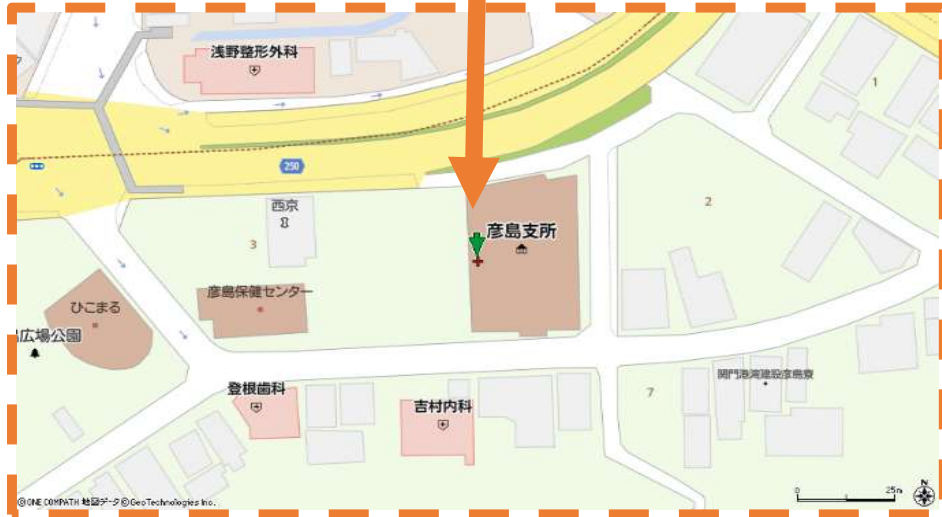 浅野整形外科
1
250
西京
2
彦島支所
3
彦島保健センター
ひこまる
広場公園
登根歯科
吉村内科
関門港湾建設彦島寮
7
©ONE COMPATH 地図データ©GeoTechnologies Inc.
0 25m
N